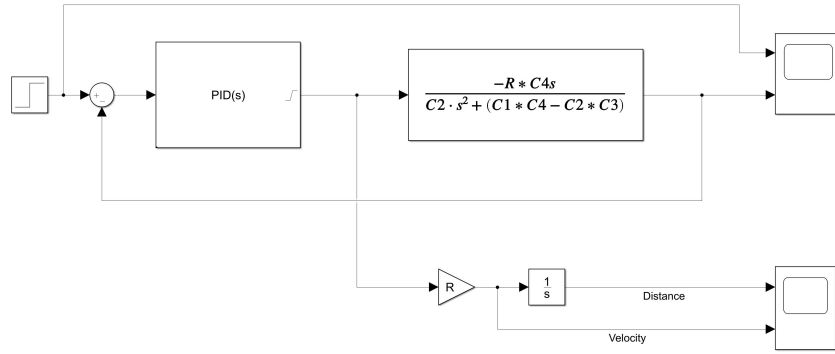 +
−
PID(s)
−R ∗ C4s
C2 · s² + (C1 ∗ C4 − C2 ∗ C3)
R
1
s
Distance
Velocity